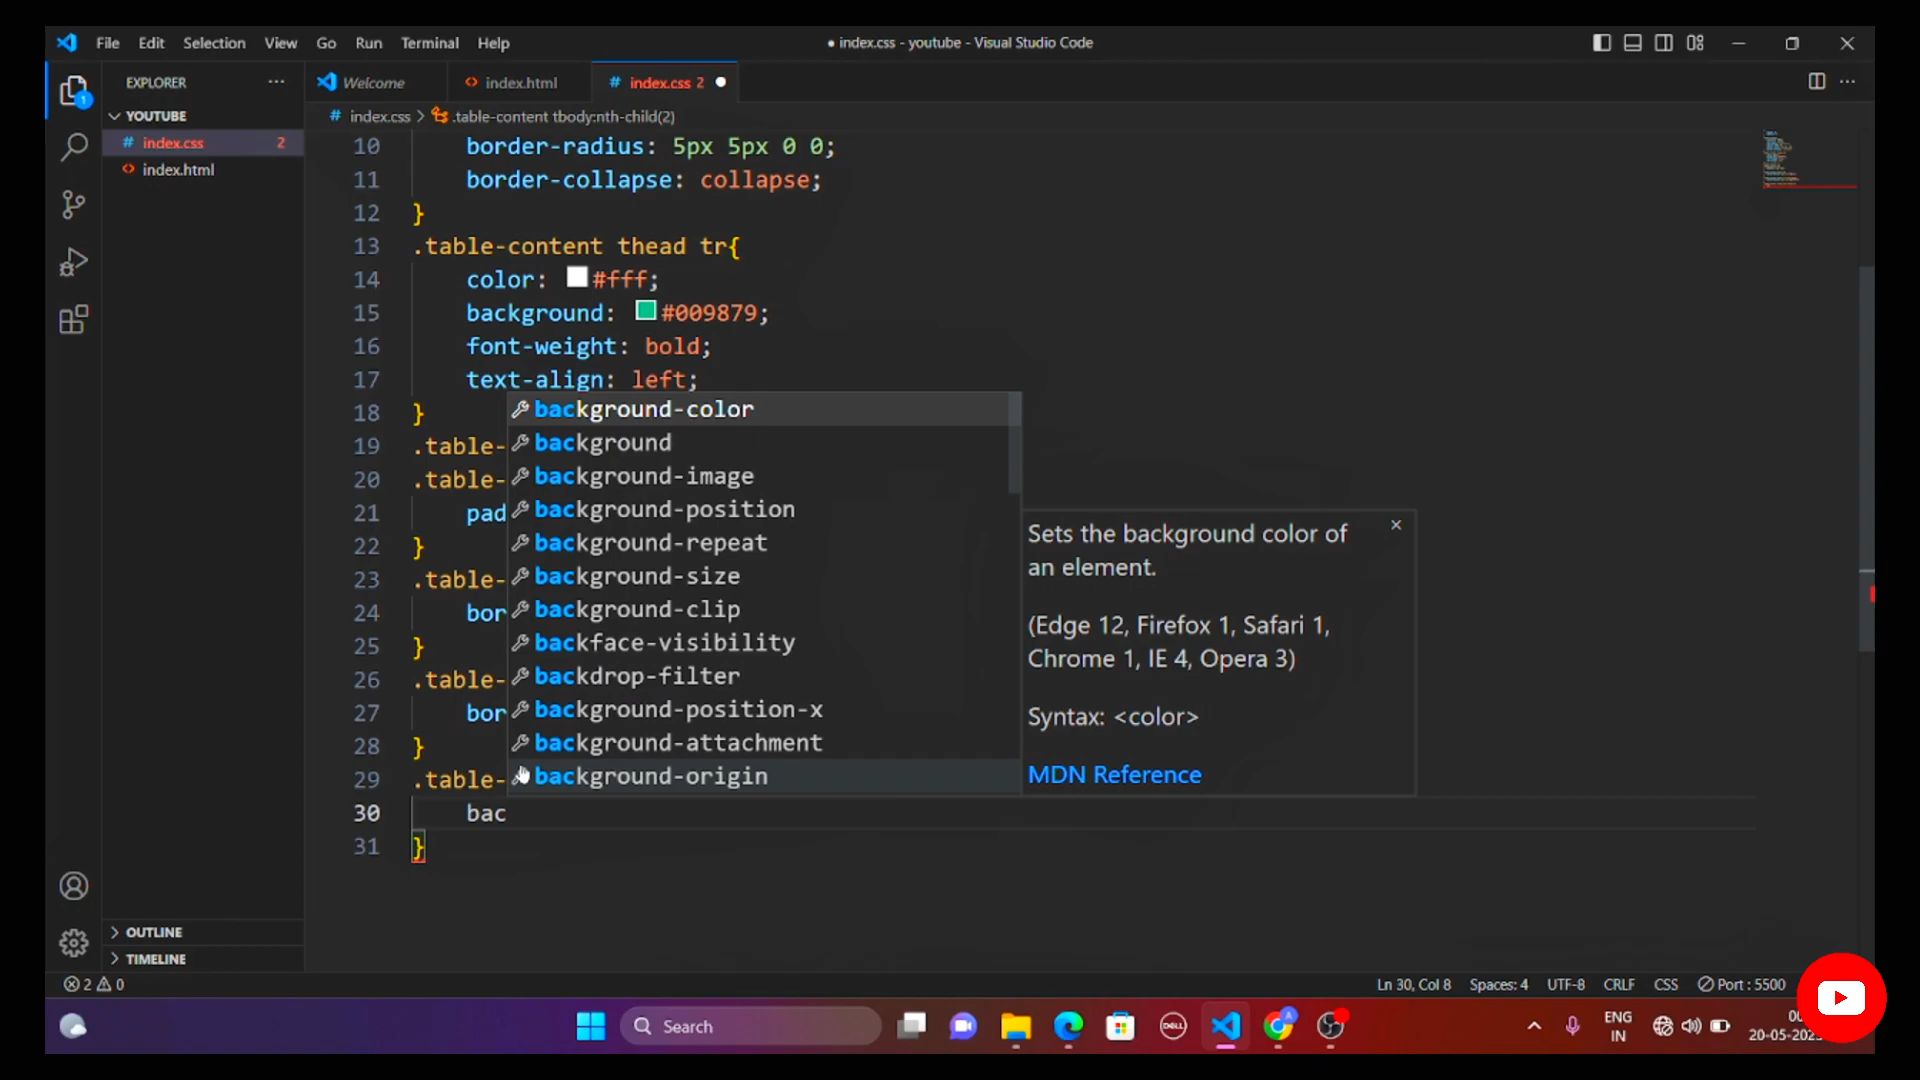 File Edit Selection View Go Run Terminal Help
● index.css - youtube - Visual Studio Code
EXPLORER
Welcome
index.html
# index.css 2
YOUTUBE
# index.css 2
index.html
# index.css > .table-content tbody:nth-child(2)
10 border-radius: 5px 5px 0 0;
11 border-collapse: collapse;
12 }
13 .table-content thead tr{
14 color: #fff;
15 background: #009879;
16 font-weight: bold;
17 text-align: left;
18 }
19 .table-
20 .table-
21 pad
22 }
23 .table-
24 bor
25 }
26 .table-
27 bor
28 }
29 .table-
30 bac
31 }
background-color
background
background-image
background-position
background-repeat
background-size
background-clip
backface-visibility
backdrop-filter
background-position-x
background-attachment
background-origin
Sets the background color of
an element.
(Edge 12, Firefox 1, Safari 1,
Chrome 1, IE 4, Opera 3)
Syntax: <color>
MDN Reference
OUTLINE
TIMELINE
2 0
Ln 30, Col 8 Spaces: 4 UTF-8 CRLF CSS Port : 5500
1
Search
DELL
A
ENG
IN